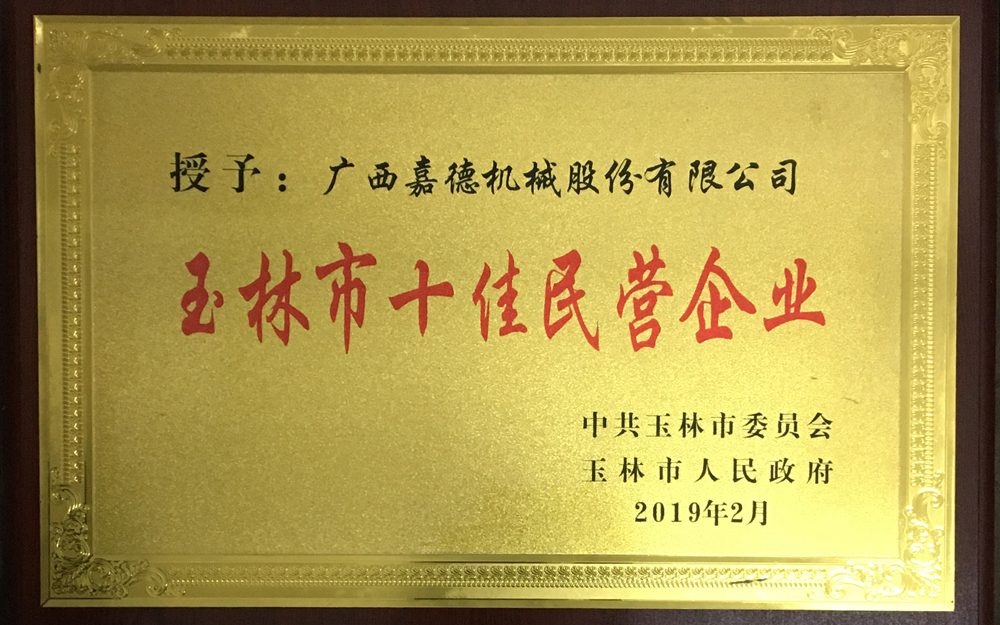 授予：广西嘉德机械股份有限公司
玉林市十佳民营企业
中共玉林市委员会
玉林市人民政府
2019年2月